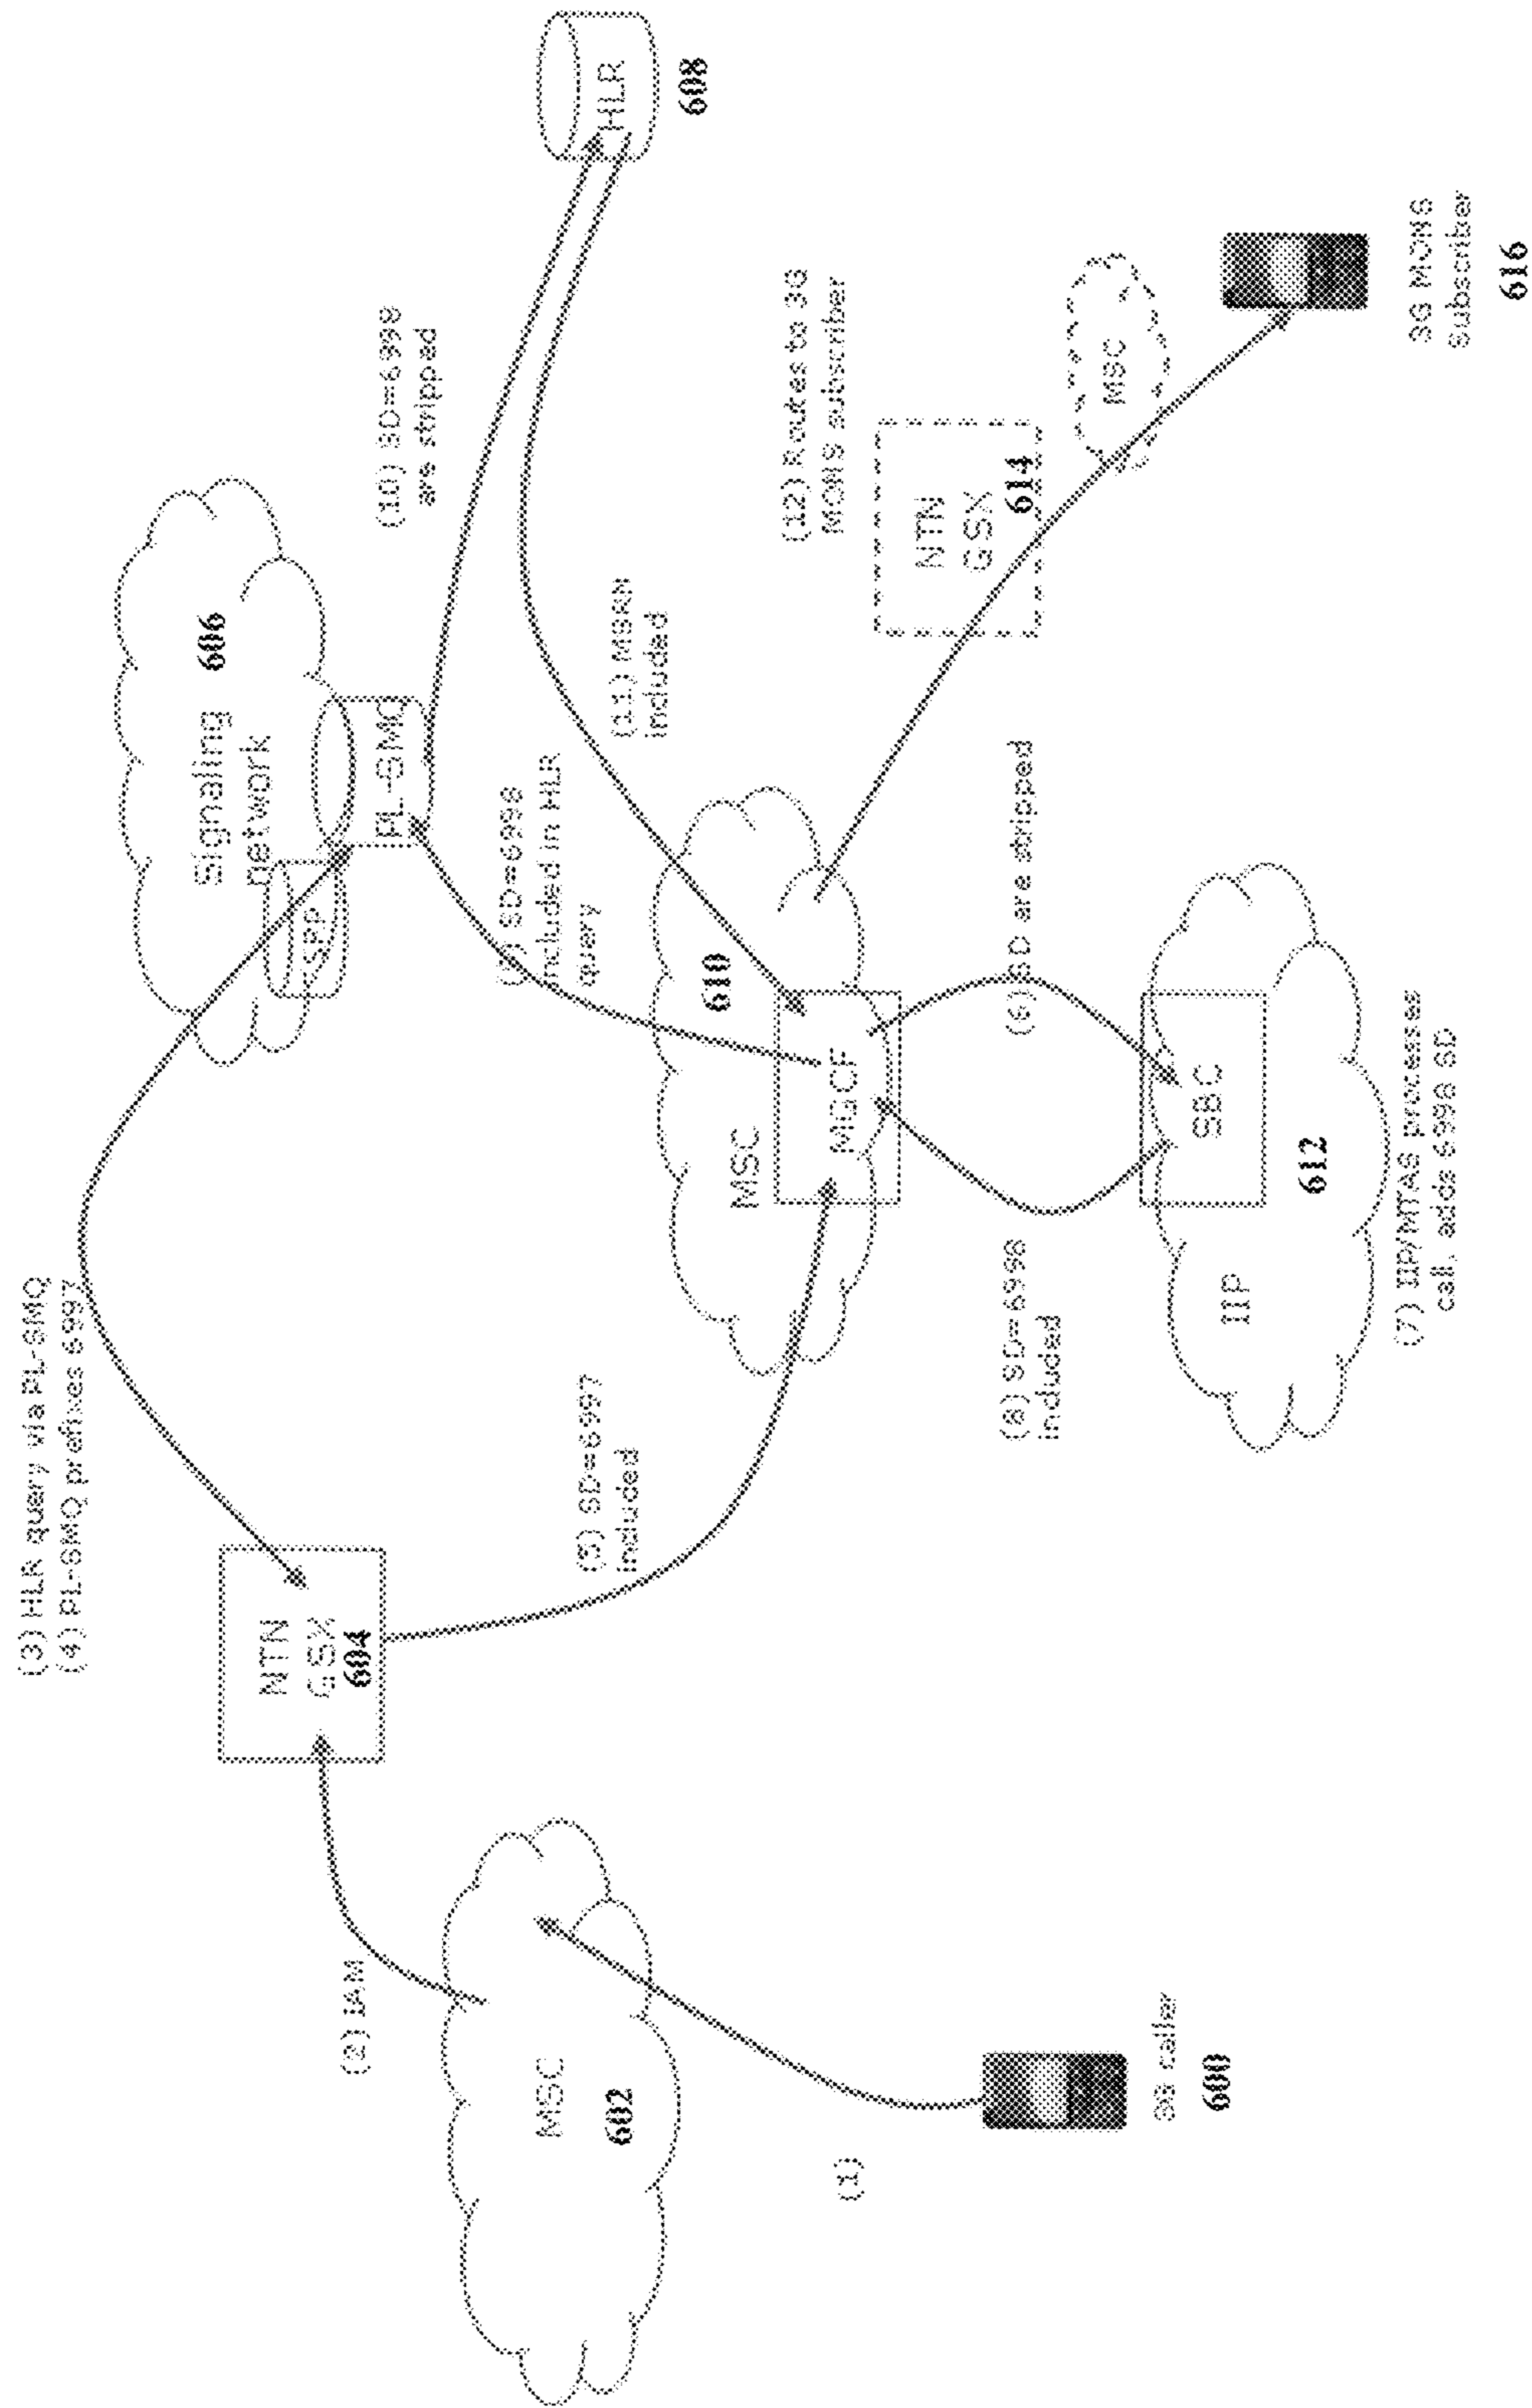 (3) HLR query via PL-SMQ
(4) PL-SMQ prefixes 6997
Signaling
network
606
SRP
PL-SMQ
(10) SD=6998
are stripped
HLR
608
NTN
GSX
604
(2) IAM
MSC
602
(1)
3G caller
600
(5) SD=6997
included
(9) SD=6998
included in HLR
query
(11) MSRN
included
MSC
610
MGCF
(12) Routes to 3G
MONS subscriber
NTN
GSX
614
MSC
3G MONS
Subscriber
616
(6) SD are stripped
(8) SD=6998
included
SBC
IIP
612
(7) IIP/MTAS processes
call, adds 6998 SD